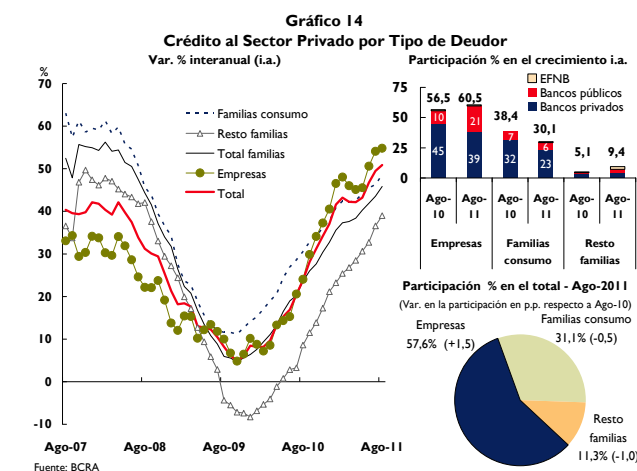 Gráfico 14
Crédito al Sector Privado por Tipo de Deudor
Var. % interanual (i.a.)
%
70
60
50
40
30
20
10
0
-10
Familias consumo
Resto familias
Total familias
Empresas
Total
Ago-07
Ago-08
Ago-09
Ago-10
Ago-11
Fuente: BCRA
Participación % en el crecimiento i.a.
EFNB
Bancos públicos
Bancos privados
75
50
25
0
56,5
60,5
38,4
30,1
5,1
9,4
10
21
7
6
45
39
32
23
Ago-10
Ago-11
Ago-10
Ago-11
Ago-10
Ago-11
Empresas
Familias consumo
Resto familias
Participación % en el total - Ago-2011
(Var. en la participación en p.p. respecto a Ago-10)
Empresas
57,6% (+1,5)
Familias consumo
31,1% (-0,5)
Resto
familias
11,3% (-1,0)